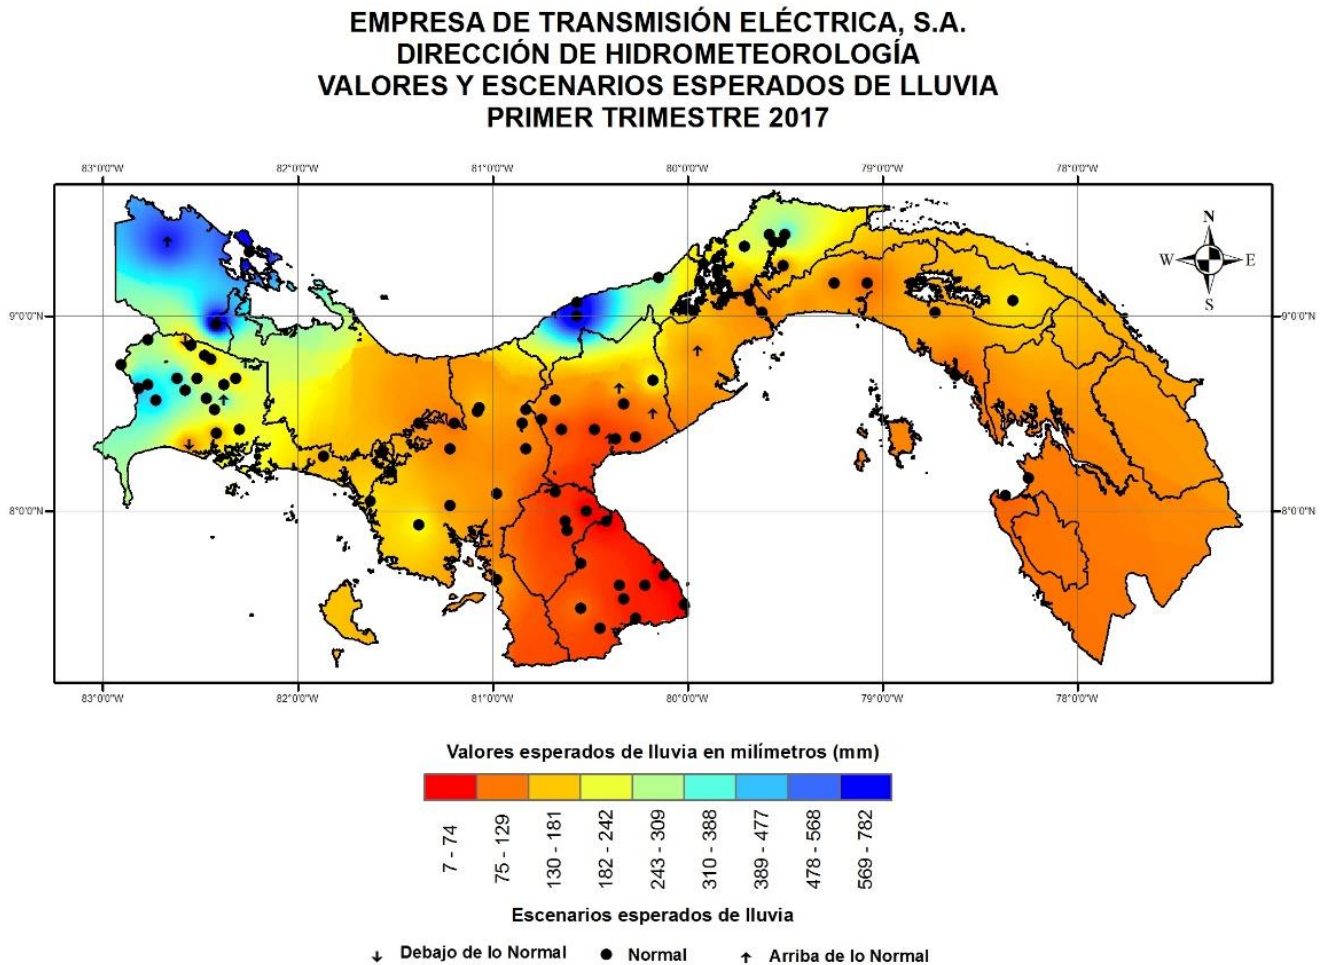 EMPRESA DE TRANSMISIÓN ELÉCTRICA, S.A.
DIRECCIÓN DE HIDROMETEOROLOGÍA
VALORES Y ESCENARIOS ESPERADOS DE LLUVIA
PRIMER TRIMESTRE 2017
83°0'0"W 82°0'0"W 81°0'0"W 80°0'0"W 79°0'0"W 78°0'0"W
N
W E
S
9°0'0"N 9°0'0"N
8°0'0"N 8°0'0"N
83°0'0"W 82°0'0"W 81°0'0"W 80°0'0"W 79°0'0"W 78°0'0"W
Valores esperados de lluvia en milímetros (mm)
7 - 74 75 - 129 130 - 181 182 - 242 243 - 309 310 - 388 389 - 477 478 - 568 569 - 782
Escenarios esperados de lluvia
↓ Debajo de lo Normal ● Normal ↑ Arriba de lo Normal